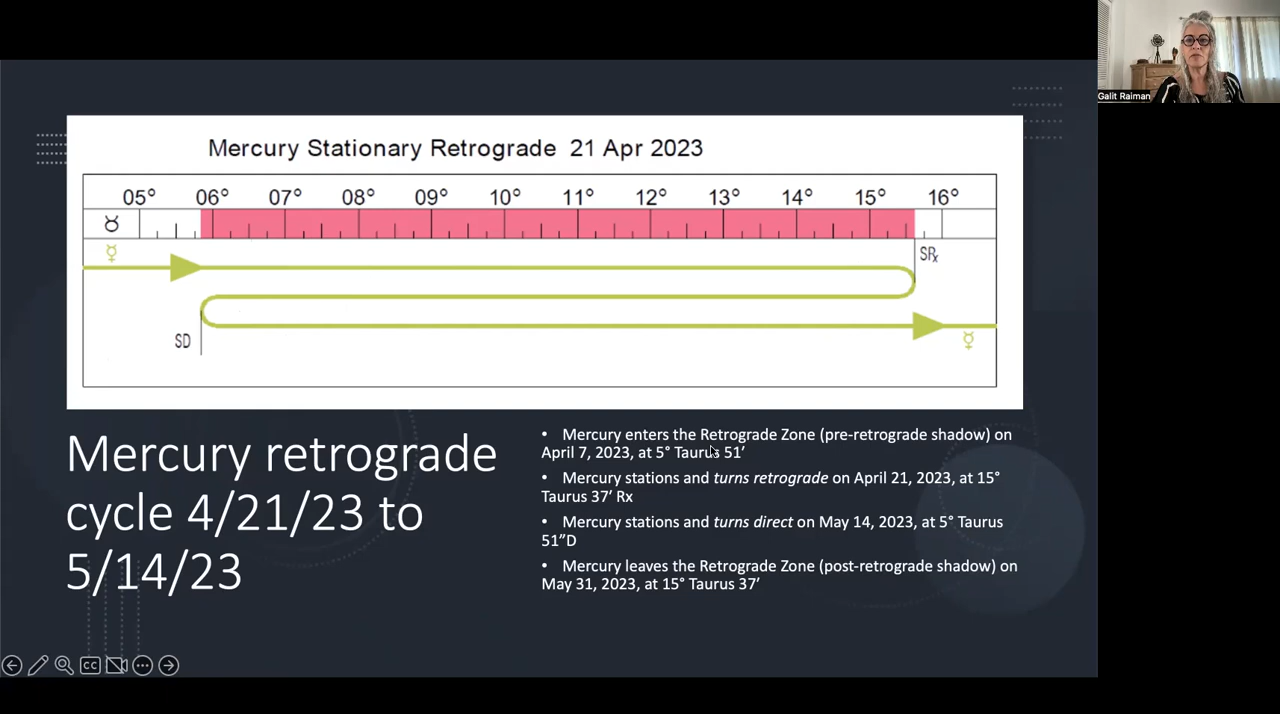 Galit Raiman
Mercury Stationary Retrograde 21 Apr 2023
05° 06° 07° 08° 09° 10° 11° 12° 13° 14° 15° 16°
♉
☿
SRx
SD
☿
Mercury retrograde
cycle 4/21/23 to
5/14/23
• Mercury enters the Retrograde Zone (pre-retrograde shadow) on
April 7, 2023, at 5° Taurus 51’
• Mercury stations and turns retrograde on April 21, 2023, at 15°
Taurus 37’ Rx
• Mercury stations and turns direct on May 14, 2023, at 5° Taurus
51”D
• Mercury leaves the Retrograde Zone (post-retrograde shadow) on
May 31, 2023, at 15° Taurus 37’
CC